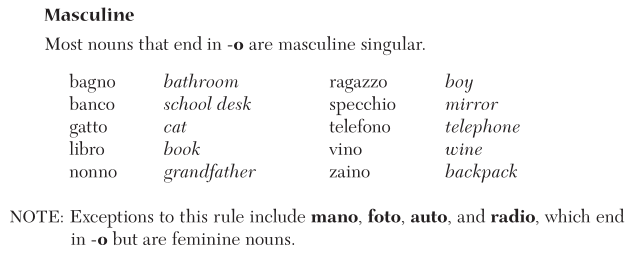 Masculine
Most nouns that end in -o are masculine singular.
bagno bathroom ragazzo boy
banco school desk specchio mirror
gatto cat telefono telephone
libro book vino wine
nonno grandfather zaino backpack
NOTE: Exceptions to this rule include mano, foto, auto, and radio, which end
in -o but are feminine nouns.